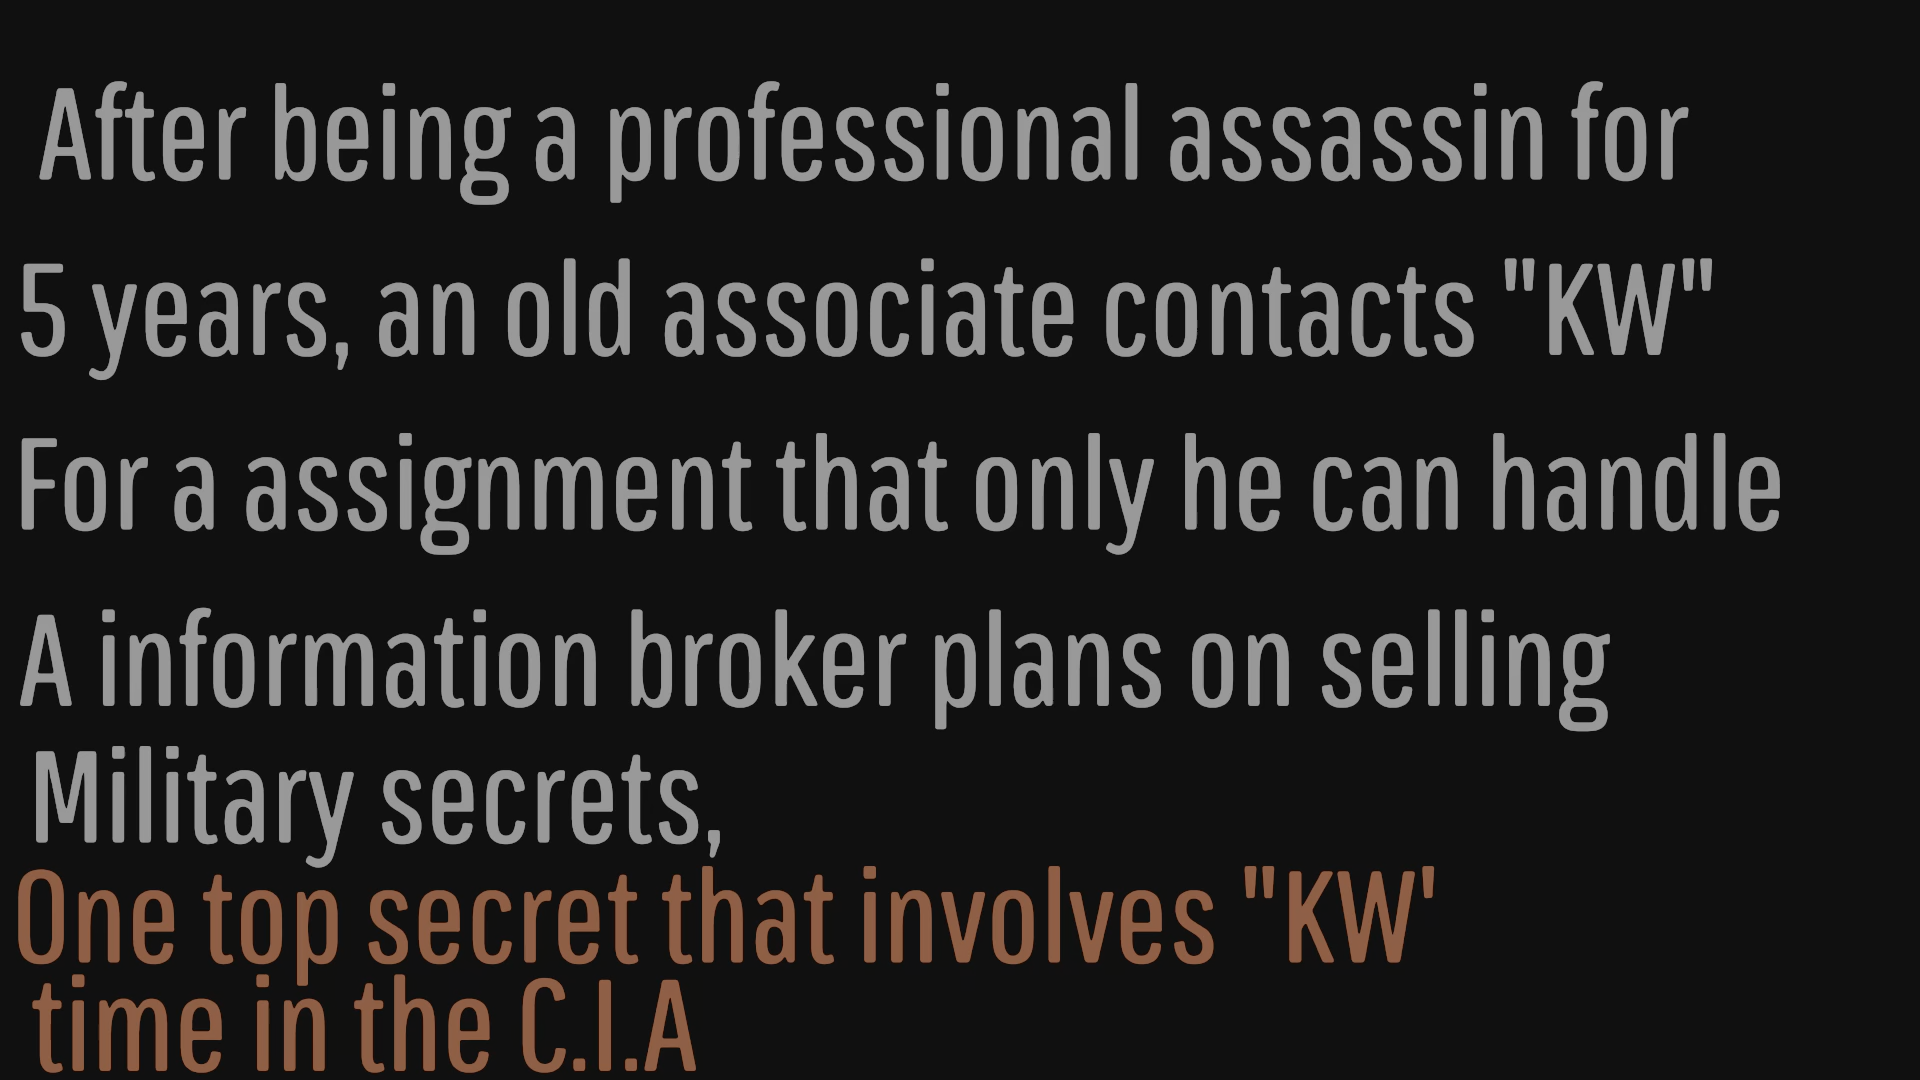 After being a professional assassin for
5 years, an old associate contacts "KW"
For a assignment that only he can handle
A information broker plans on selling
Military secrets,
One top secret that involves "KW'
time in the C.I.A